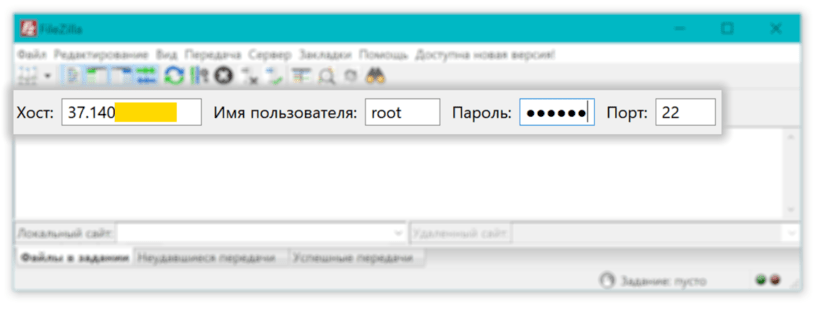 FileZilla
Файл Редактирование Вид Передача Сервер Закладки Помощь Доступна новая версия!
Хост: 37.140 Имя пользователя: root Пароль: ●●●●●● Порт: 22
Локальный сайт: Удаленный сайт:
Файлы в задании Неудавшиеся передачи Успешные передачи
Задание: пусто